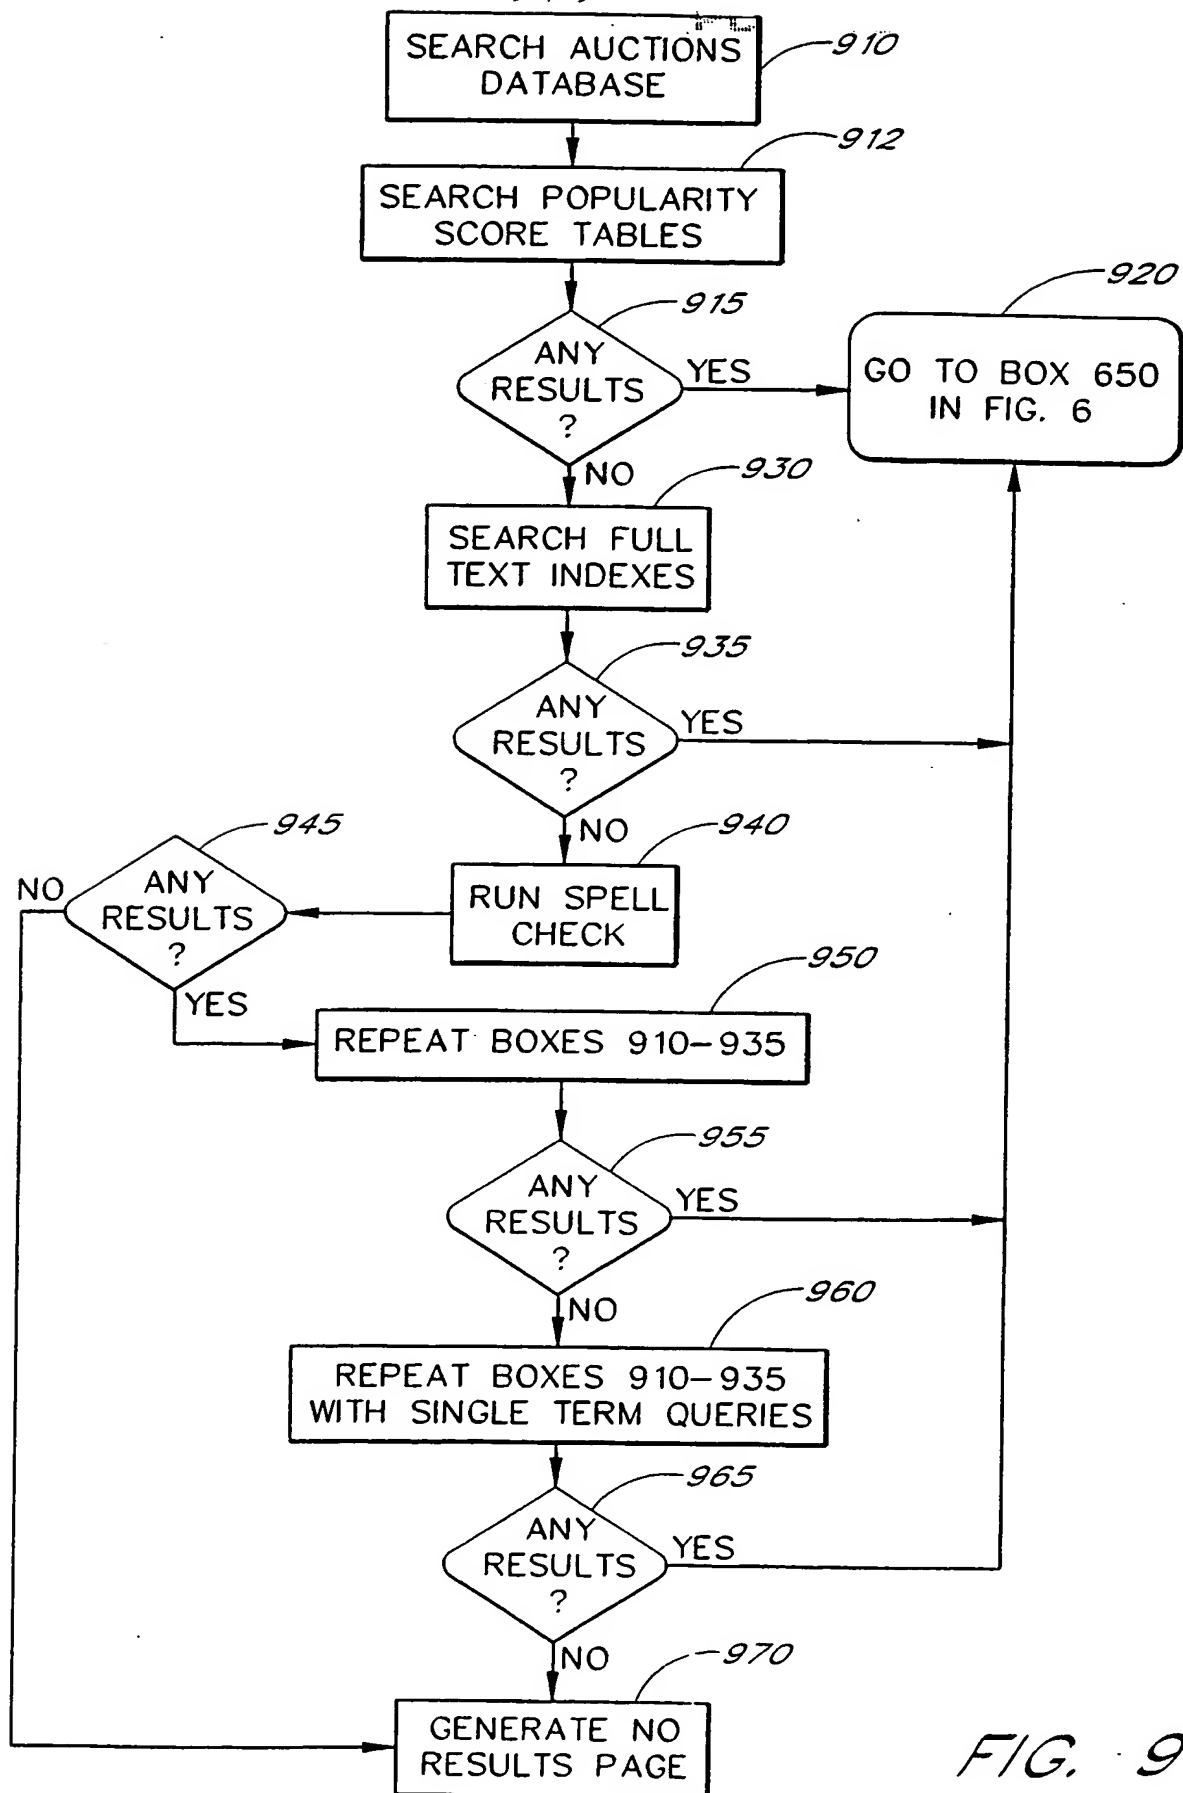 SEARCH AUCTIONS
DATABASE
910
912
SEARCH POPULARITY
SCORE TABLES
915
920
ANY
RESULTS
?
YES
GO TO BOX 650
IN FIG. 6
NO
930
SEARCH FULL
TEXT INDEXES
935
ANY
RESULTS
?
YES
NO
940
945
ANY
RESULTS
?
NO
RUN SPELL
CHECK
YES
950
REPEAT BOXES 910-935
955
ANY
RESULTS
?
YES
NO
960
REPEAT BOXES 910-935
WITH SINGLE TERM QUERIES
965
ANY
RESULTS
?
YES
NO
970
GENERATE NO
RESULTS PAGE
FIG. 9